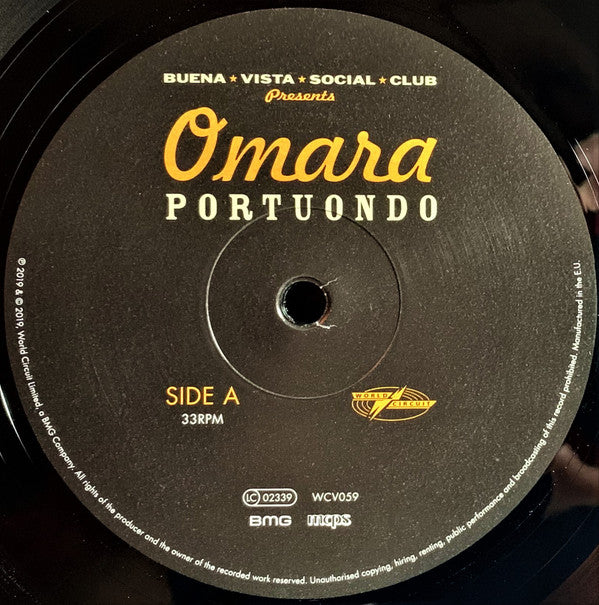 BUENA ★ VISTA ★ SOCIAL ★ CLUB
Presents
Omara
PORTUONDO
SIDE A
33RPM
WORLD CIRCUIT
LC 02339 WCV059
BMG mcps
℗ 2019 & © 2019, World Circuit Limited, a BMG Company. All rights of the producer and the owner of the recorded work reserved. Unauthorised copying, hiring, renting, public performance and broadcasting of this record prohibited. Manufactured in the E.U.